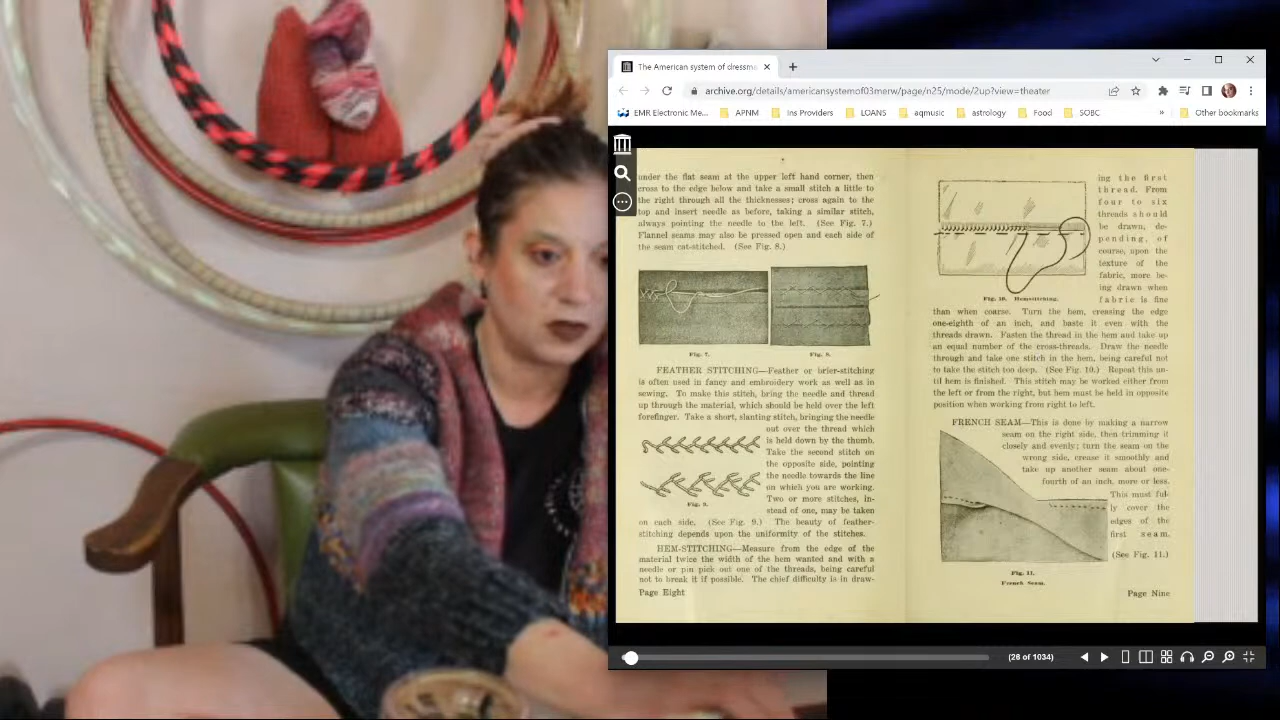 The American system of dressma
archive.org/details/americansystemof03merw/page/n25/mode/2up?view=theater
EMR Electronic Me...
APNM
Ins Providers
LOANS
aqmusic
astrology
Food
SOBC
»
Other bookmarks
under the flat seam at the upper left hand corner, then
cross to the edge below and take a small stitch a little to
the right through all the thicknesses; cross again to the
top and insert needle as before, taking a similar stitch,
always pointing the needle to the left. (See Fig. 7.)
Flannel seams may also be pressed open and each side of
the seam cat-stitched. (See Fig. 8.)
Fig. 7.
Fig. 8.
FEATHER STITCHING—Feather or brier-stitching
is often used in fancy and embroidery work as well as in
sewing. To make this stitch, bring the needle and thread
up through the material, which should be held over the left
forefinger. Take a short, slanting stitch, bringing the needle
out over the thread which
is held down by the thumb.
Take the second stitch on
the opposite side, pointing
the needle towards the line
on which you are working.
Two or more stitches, in-
stead of one, may be taken
Fig. 9.
on each side. (See Fig. 9.) The beauty of feather-
stitching depends upon the uniformity of the stitches.
HEM-STITCHING—Measure from the edge of the
material twice the width of the hem wanted and with a
needle or pin pick out one of the threads, being careful
not to break it if possible. The chief difficulty is in draw-
Page Eight
ing the first
thread. From
four to six
threads should
be drawn, de-
pending, of
course, upon the
texture of the
fabric, more be-
ing drawn when
fabric is fine
Fig. 10. Hemstitching.
than when coarse. Turn the hem, creasing the edge
one-eighth of an inch, and baste it even with the
threads drawn. Fasten the thread in the hem and take up
an equal number of the cross-threads. Draw the needle
through and take one stitch in the hem, being careful not
to take the stitch too deep. (See Fig. 10.) Repeat this un-
til hem is finished. This stitch may be worked either from
the left or from the right, but hem must be held in opposite
position when working from right to left.
FRENCH SEAM—This is done by making a narrow
seam on the right side, then trimming it
closely and evenly; turn the seam on the
wrong side, crease it smoothly and
take up another seam about one-
fourth of an inch, more or less.
This must ful-
ly cover the
edges of the
first seam.
(See Fig. 11.)
Fig. 11.
French Seam.
Page Nine
(26 of 1034)